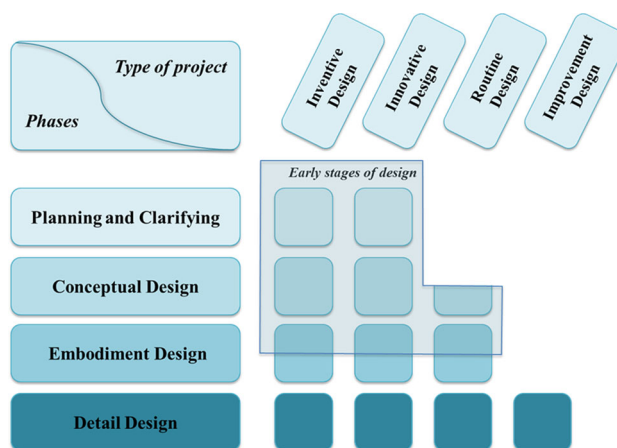 Type of project
Phases
Inventive
Design
Innovative
Design
Routine
Design
Improvement
Design
Early stages of design
Planning and Clarifying
Conceptual Design
Embodiment Design
Detail Design